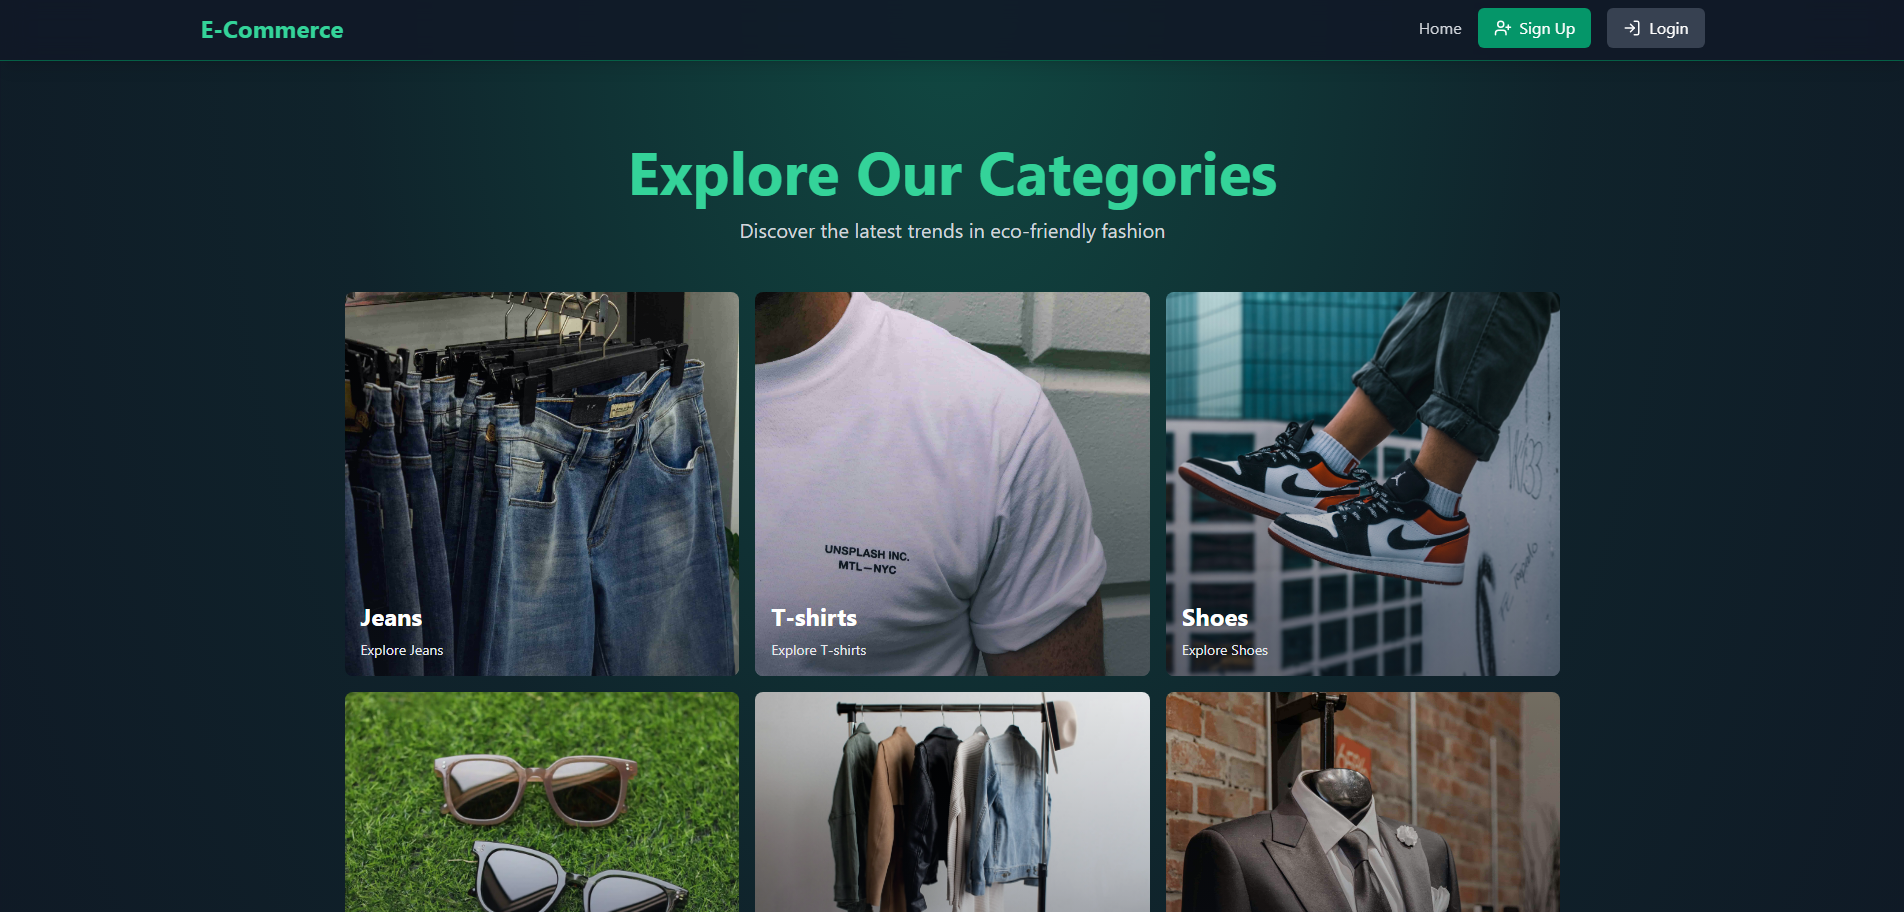 E-Commerce
Home
Sign Up
Login
Explore Our Categories
Discover the latest trends in eco-friendly fashion
UNSPLASH INC.
MTL—NYC
Jeans
Explore Jeans
T-shirts
Explore T-shirts
Shoes
Explore Shoes